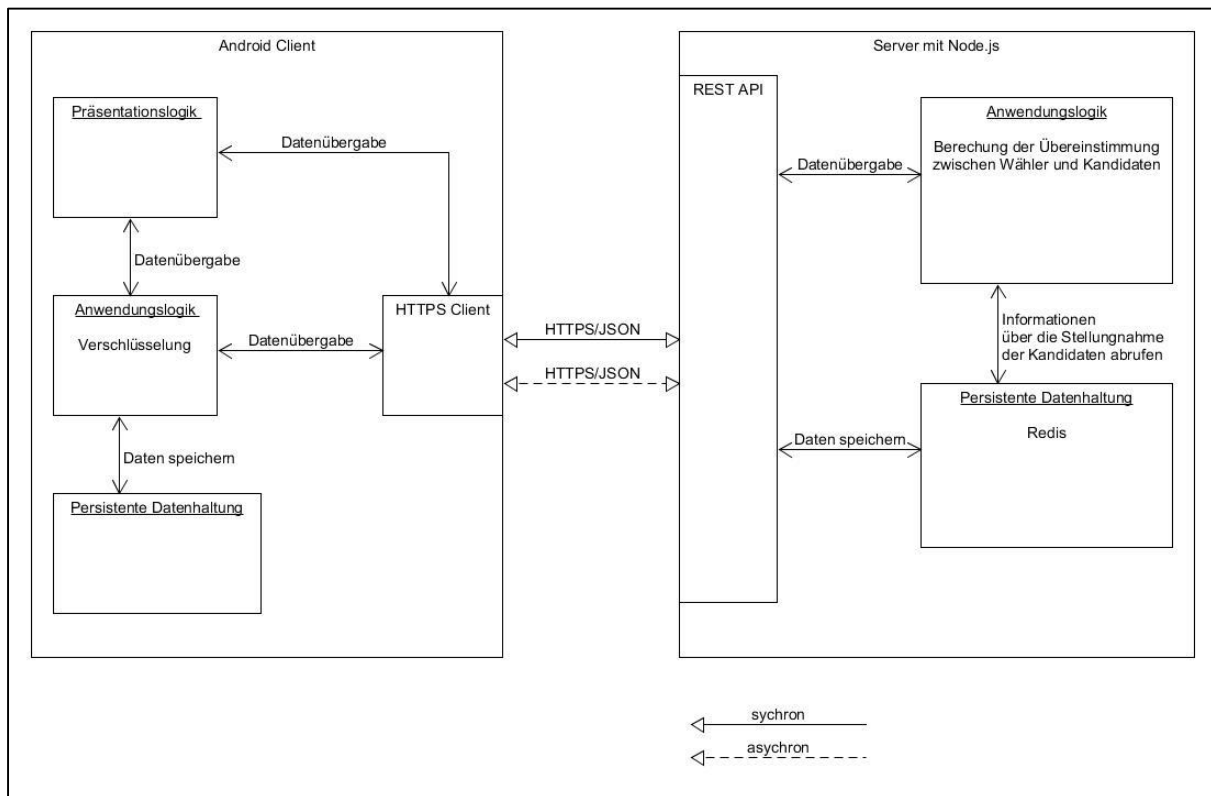 Android Client
Präsentationslogik
Datenübergabe
Datenübergabe
Anwendungslogik
Verschlüsselung
Datenübergabe
HTTPS Client
Daten speichern
Persistente Datenhaltung
HTTPS/JSON
HTTPS/JSON
Server mit Node.js
REST API
Anwendungslogik
Berechung der Übereinstimmung
zwischen Wähler und Kandidaten
Datenübergabe
Informationen
über die Stellungnahme
der Kandidaten abrufen
Persistente Datenhaltung
Redis
Daten speichern
sychron
asychron